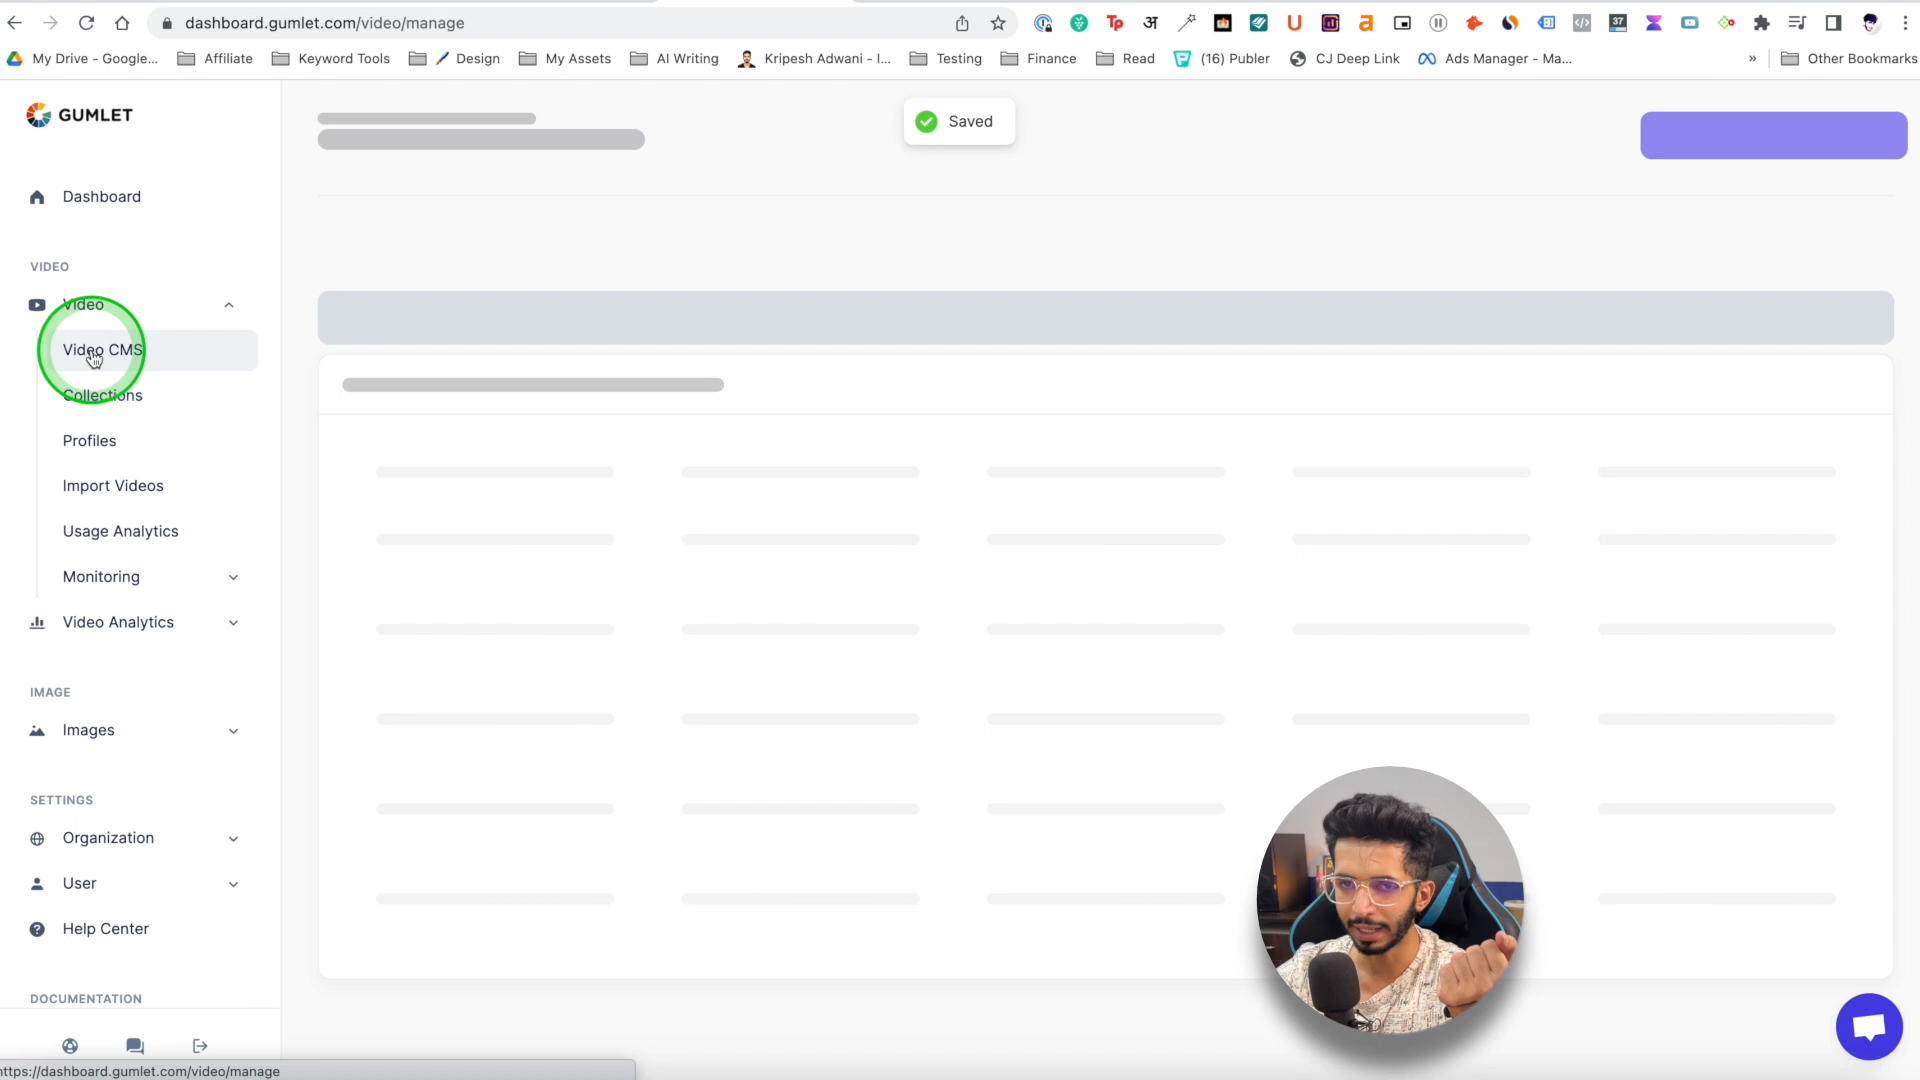 dashboard.gumlet.com/video/manage
My Drive - Google...
Affiliate
Keyword Tools
Design
My Assets
AI Writing
Kripesh Adwani - I...
Testing
Finance
Read
(16) Publer
CJ Deep Link
Ads Manager - Ma...
»
Other Bookmarks
GUMLET
Saved
Dashboard
VIDEO
Video
Video CMS
Collections
Profiles
Import Videos
Usage Analytics
Monitoring
Video Analytics
IMAGE
Images
SETTINGS
Organization
User
Help Center
DOCUMENTATION
https://dashboard.gumlet.com/video/manage